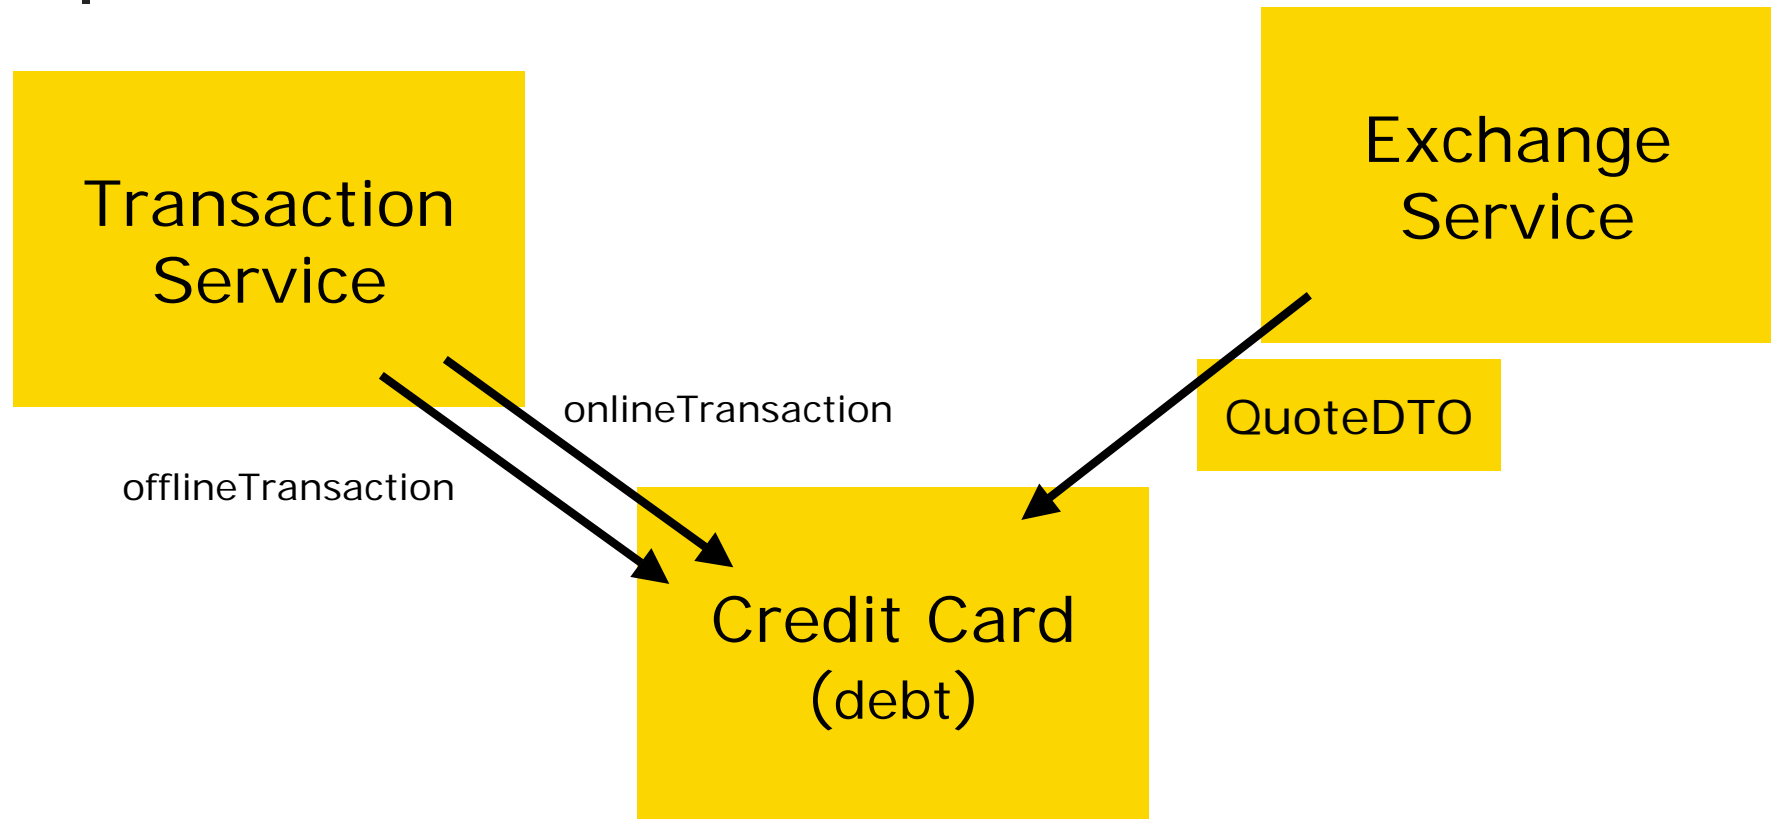 Exchange
Service
Transaction
Service
onlineTransaction
QuoteDTO
offlineTransaction
Credit Card
(debt)